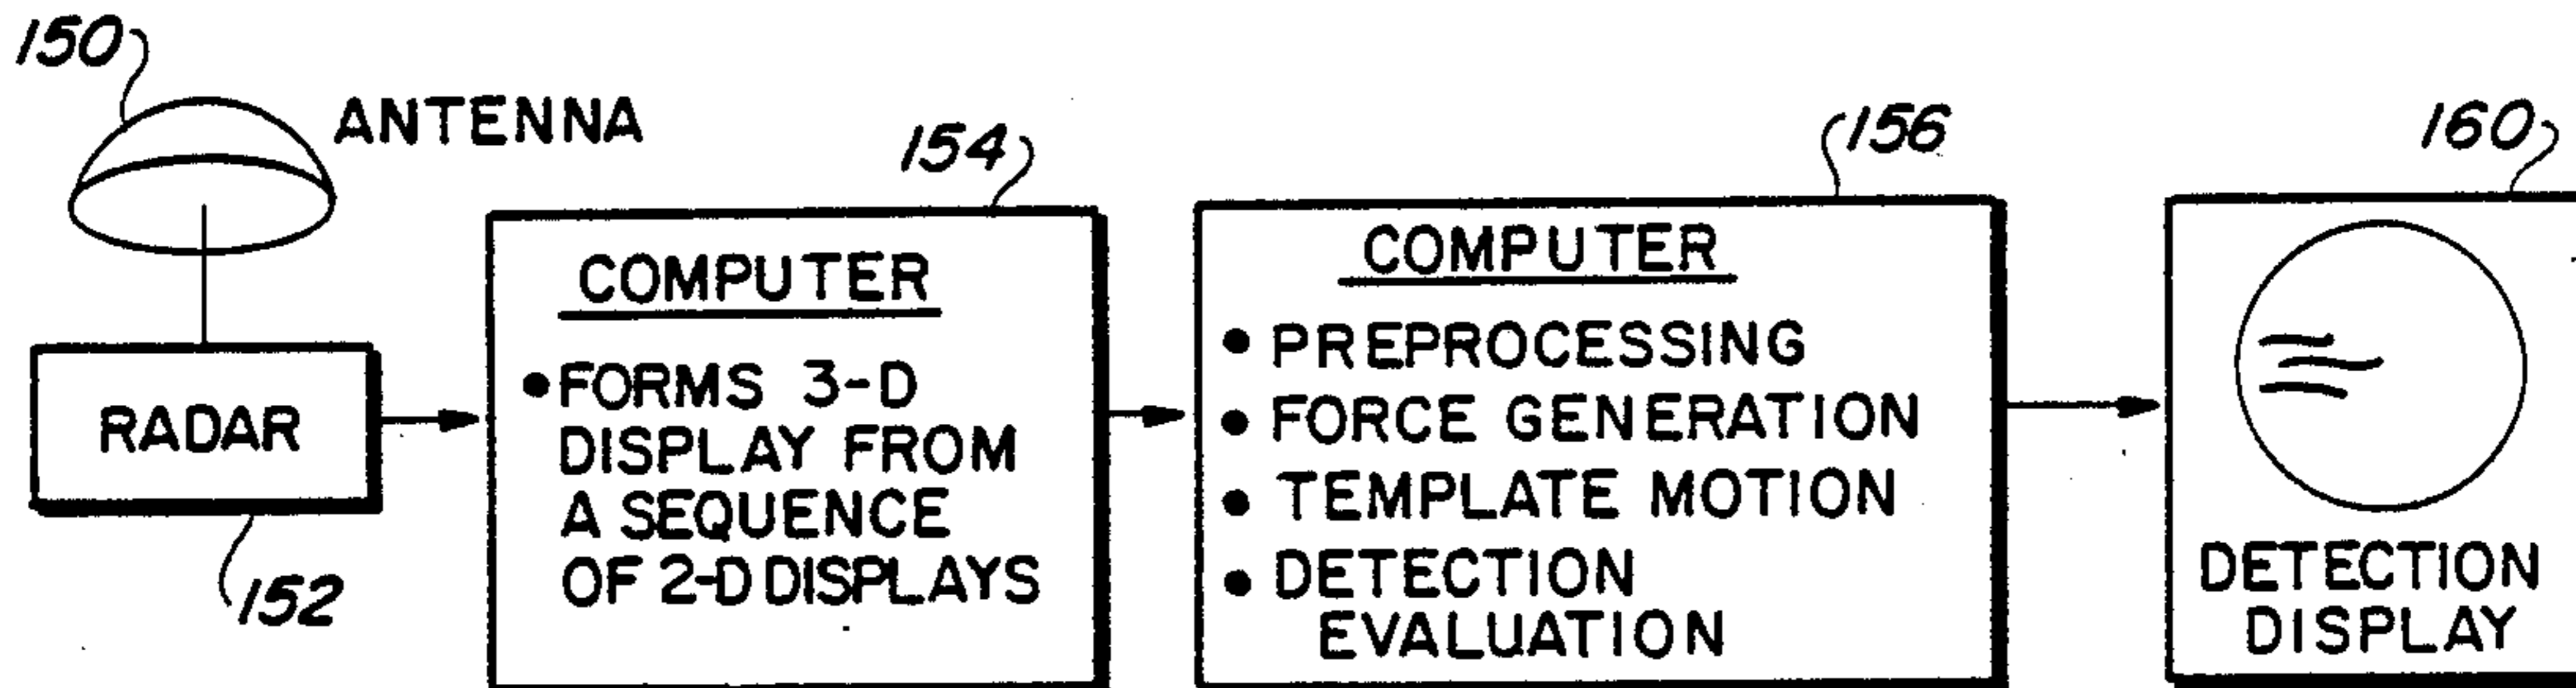 150
ANTENNA
RADAR
152
154
COMPUTER
• FORMS 3-D
DISPLAY FROM
A SEQUENCE
OF 2-D DISPLAYS
156
COMPUTER
• PREPROCESSING
• FORCE GENERATION
• TEMPLATE MOTION
• DETECTION
EVALUATION
160
DETECTION
DISPLAY